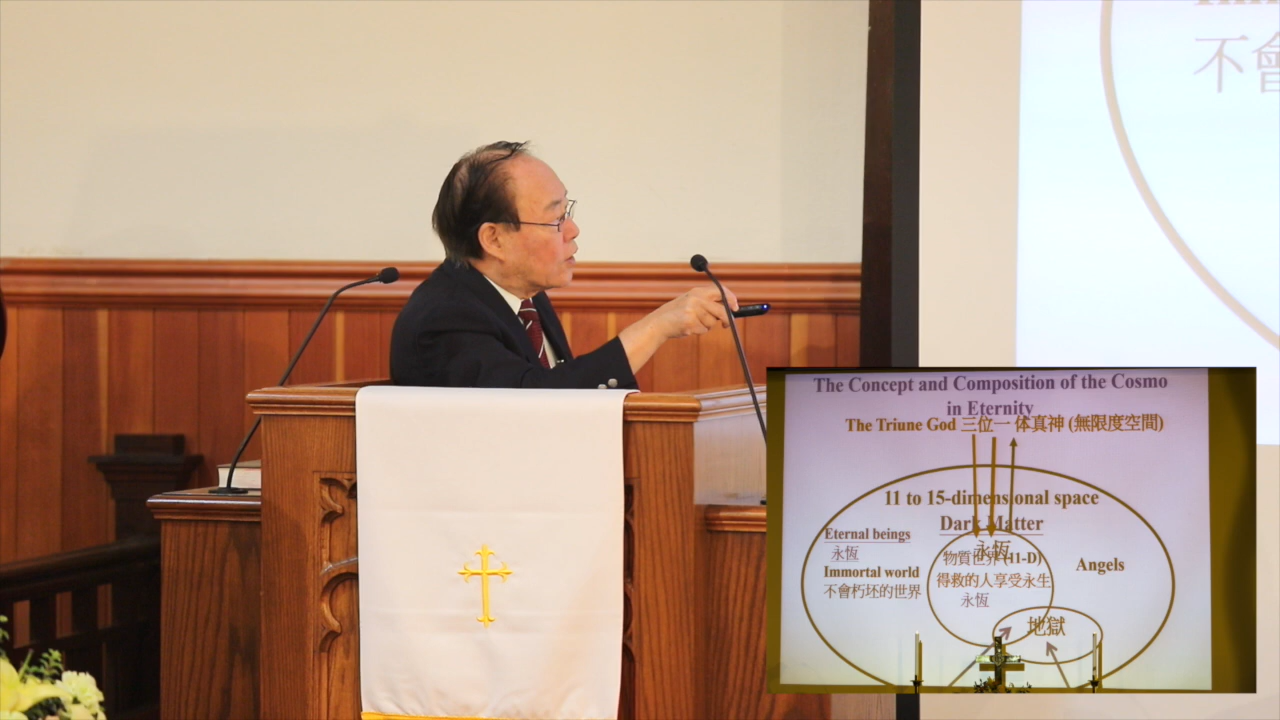 不會
The Concept and Composition of the Cosmo
in Eternity
The Triune God 三位一体真神 (無限度空間)
11 to 15-dimensional space
Dark Matter
Eternal beings
永恆
永恆
物質世界 (11-D)
Immortal world
Angels
得救的人享受永生
不會朽坯的世界
永恆
地獄